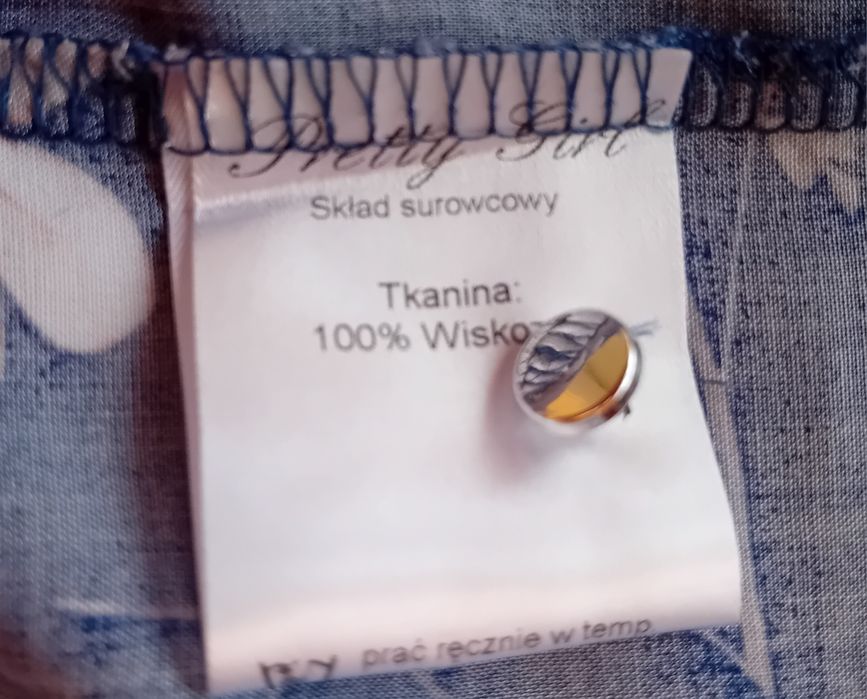 Pretty Girl
Skład surowcowy
Tkanina:
100% Wisko
prać ręcznie w temp